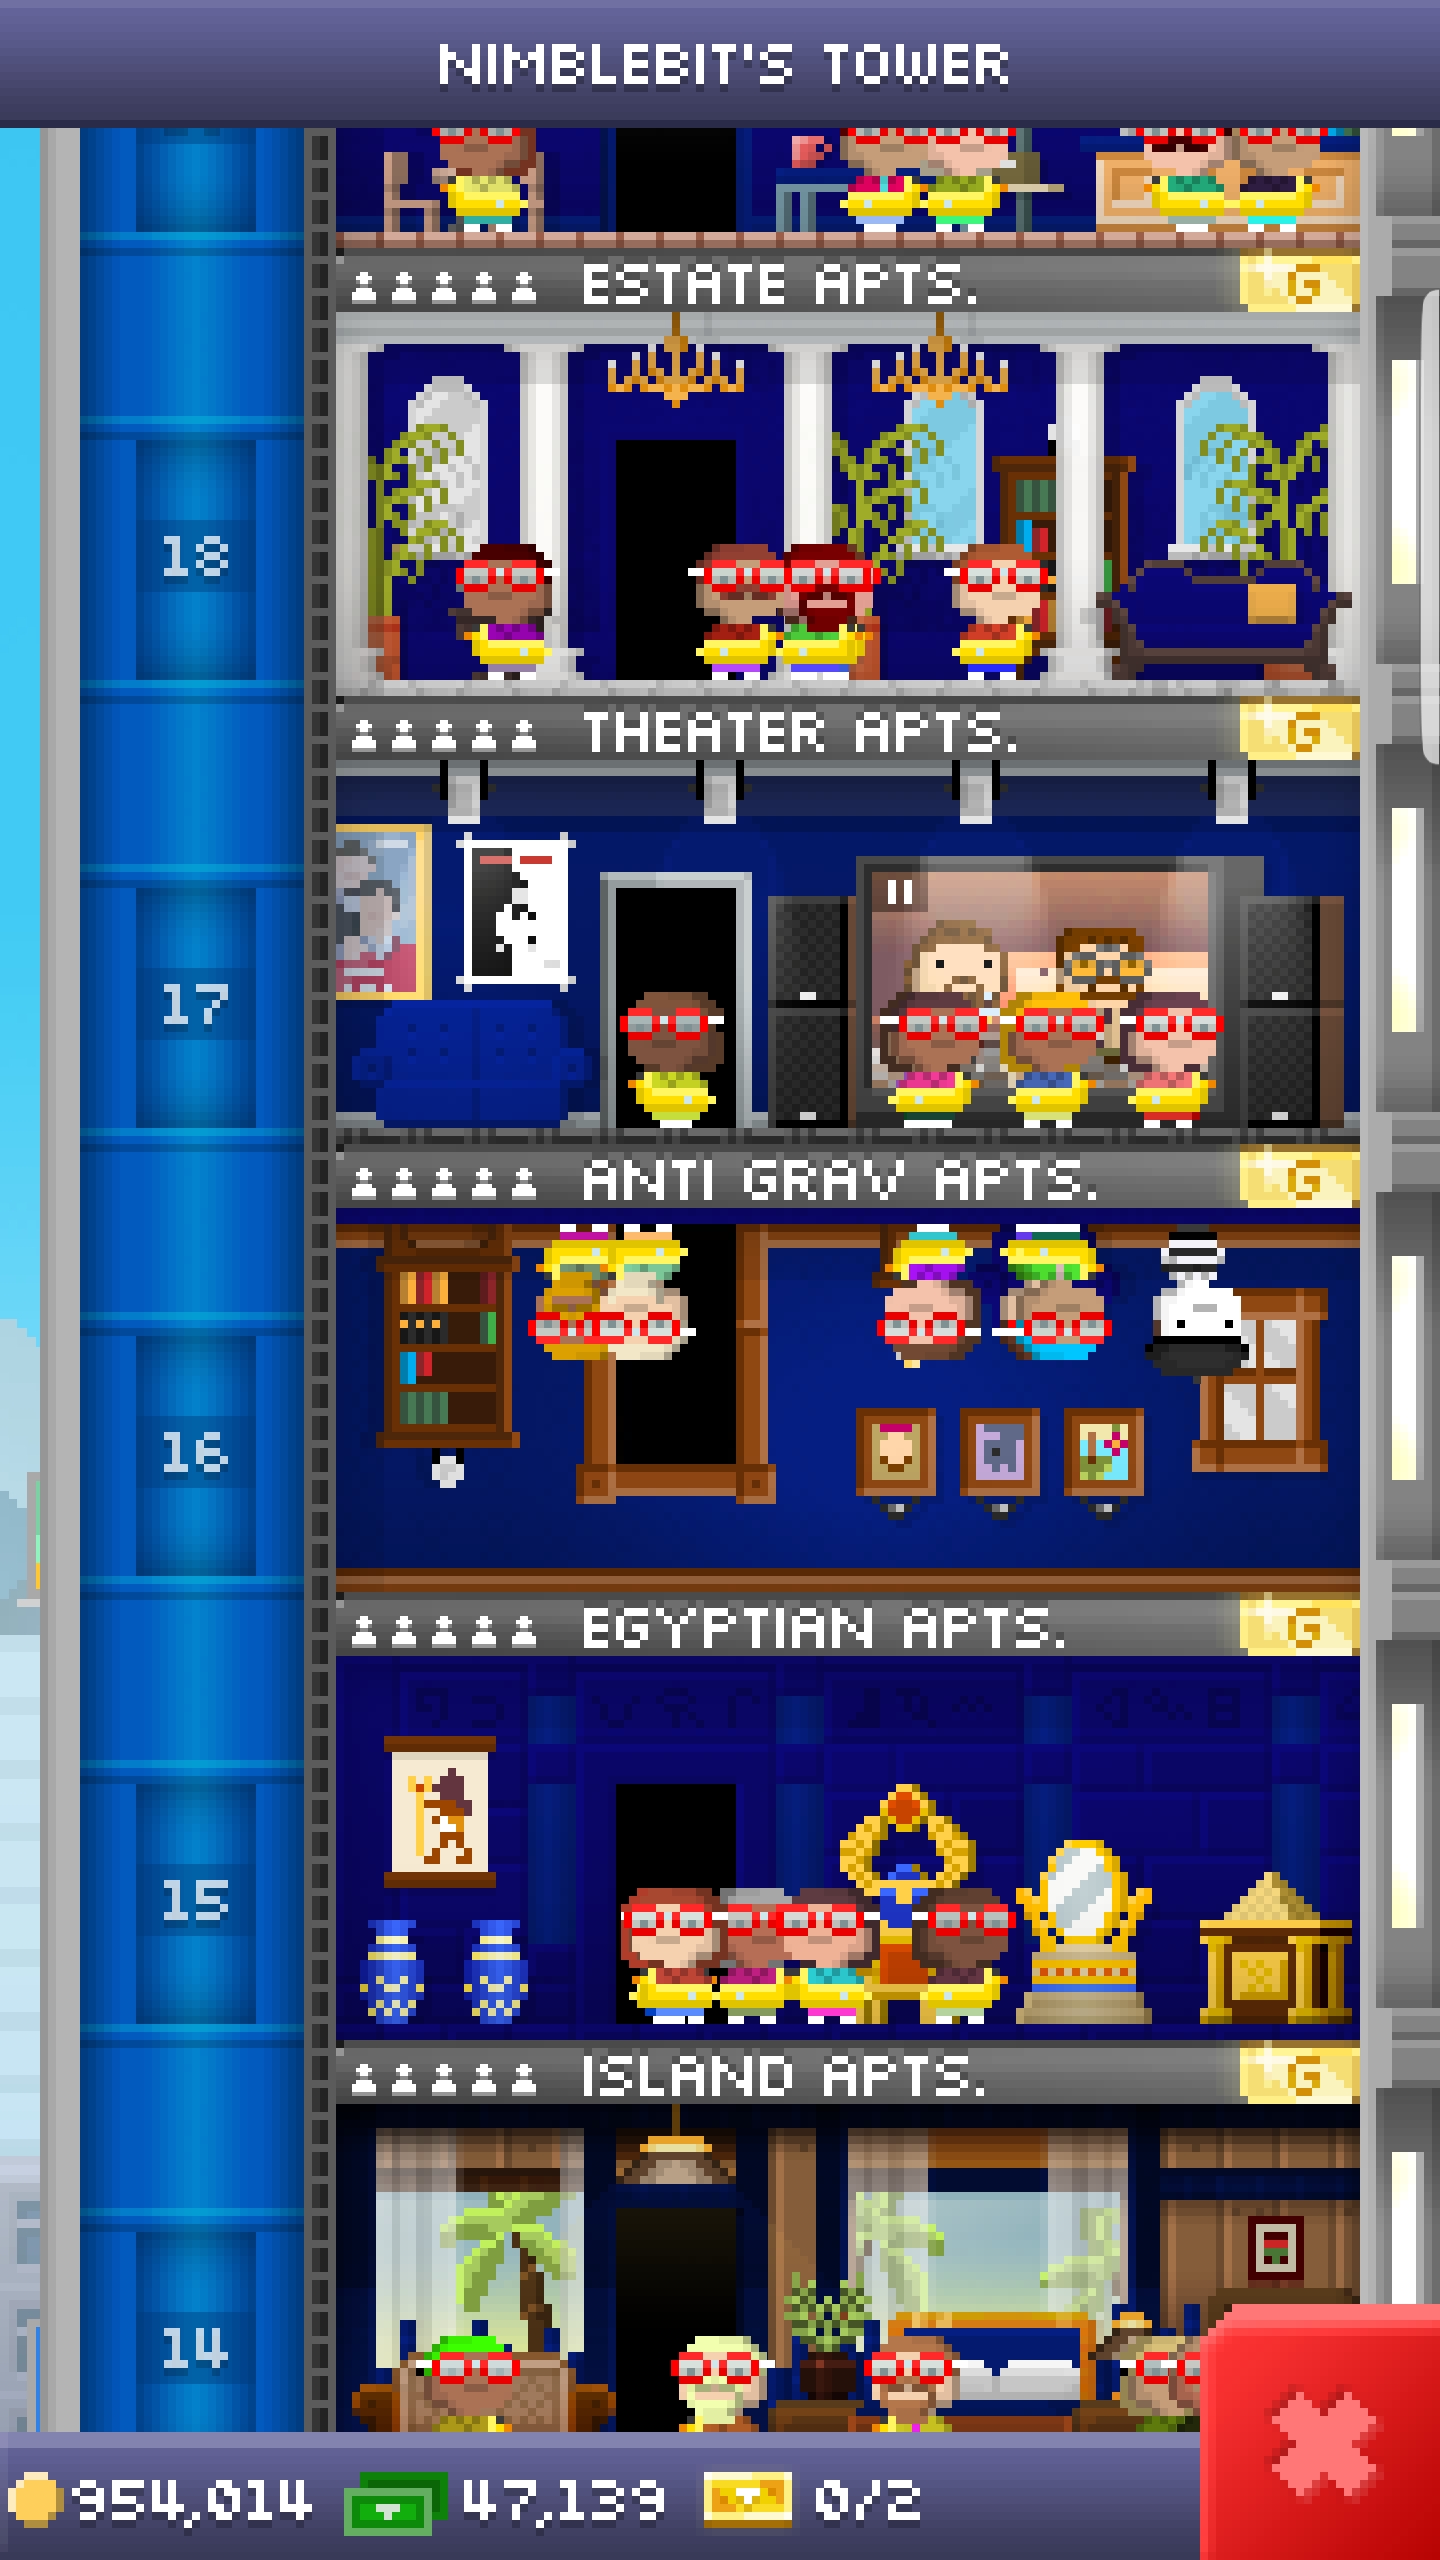 NIMBLEBIT'S TOWER
ESTATE APTS. G
18
THEATER APTS. G
17
ANTI GRAV APTS. G
16
EGYPTIAN APTS. G
15
ISLAND APTS. G
14
954,014 47,139 0/2